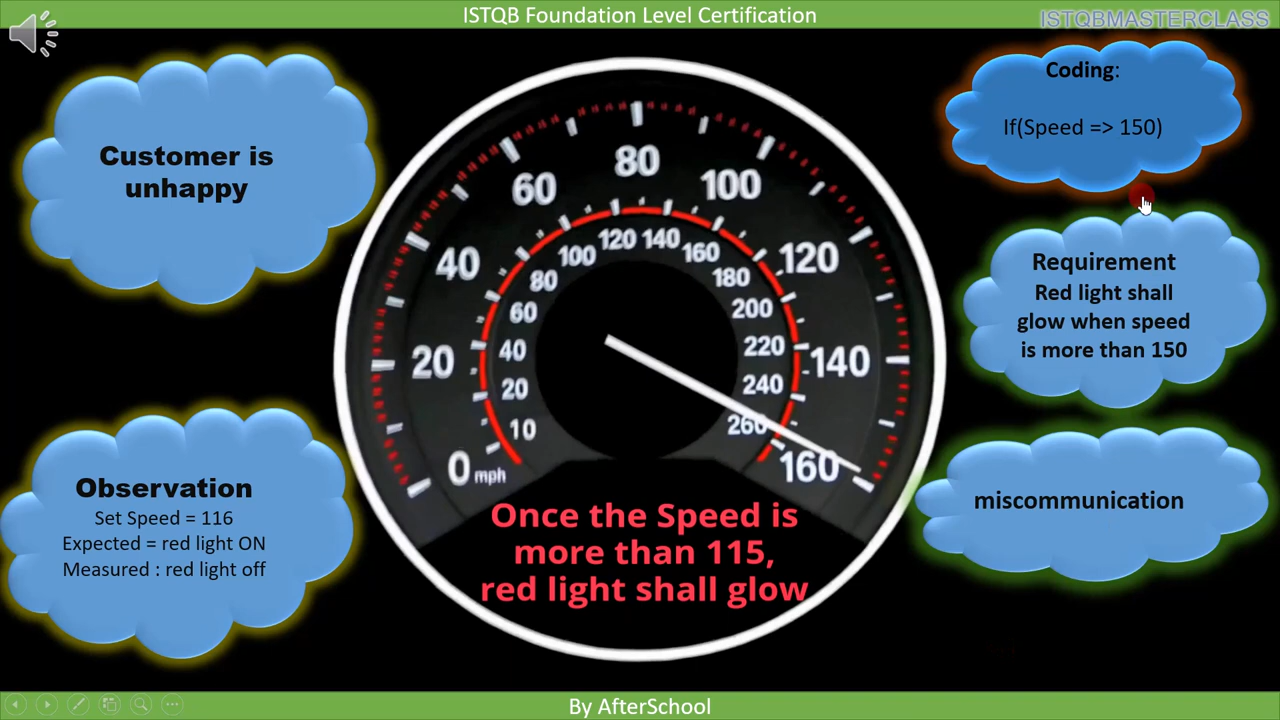 ISTQB Foundation Level Certification
ISTQBMASTERCLASS
Customer is
unhappy
Coding:
If(Speed => 150)
Requirement
Red light shall
glow when speed
is more than 150
miscommunication
Observation
Set Speed = 116
Expected = red light ON
Measured : red light off
0 mph
20
40
60
80
100
120
140
160
10
20
40
60
80
100
120
140
160
180
200
220
240
260
Once the Speed is
more than 115,
red light shall glow
By AfterSchool